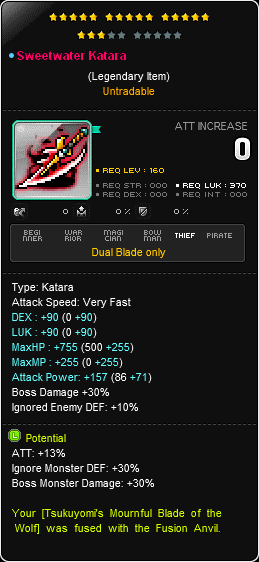 Sweetwater Katara
(Legendary Item)
Untradable
ATT INCREASE
0
REQ LEV : 160
REQ STR : 000
REQ LUK : 370
REQ DEX : 000
REQ INT : 000
0
0 %
0 %
BEGINNER
WARRIOR
MAGICIAN
BOWMAN
THIEF
PIRATE
Dual Blade only
Type: Katara
Attack Speed: Very Fast
DEX : +90 (0 +90)
LUK : +90 (0 +90)
MaxHP : +755 (500 +255)
MaxMP : +255 (0 +255)
Attack Power: +157 (86 +71)
Boss Damage +30%
Ignored Enemy DEF: +10%
L Potential
ATT: +13%
Ignore Monster DEF: +30%
Boss Monster Damage: +30%
Your [Tsukuyomi's Mournful Blade of the
Wolf] was fused with the Fusion Anvil.